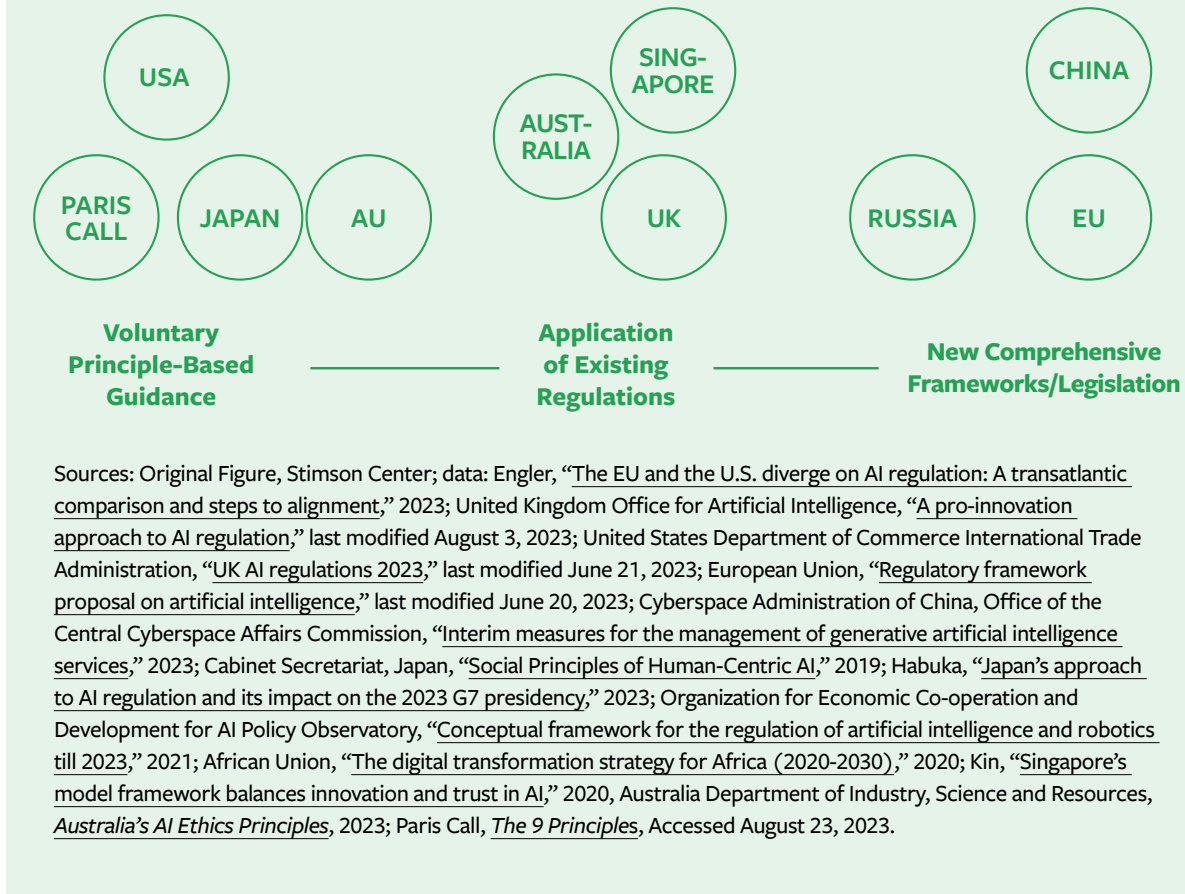 USA
SING-
APORE
CHINA
AUST-
RALIA
PARIS
CALL
JAPAN
AU
UK
RUSSIA
EU
Voluntary
Principle-Based
Guidance
Application
of Existing
Regulations
New Comprehensive
Frameworks/Legislation
Sources: Original Figure, Stimson Center; data: Engler, “The EU and the U.S. diverge on AI regulation: A transatlantic
comparison and steps to alignment,” 2023; United Kingdom Office for Artificial Intelligence, “A pro-innovation
approach to AI regulation,” last modified August 3, 2023; United States Department of Commerce International Trade
Administration, “UK AI regulations 2023,” last modified June 21, 2023; European Union, “Regulatory framework
proposal on artificial intelligence,” last modified June 20, 2023; Cyberspace Administration of China, Office of the
Central Cyberspace Affairs Commission, “Interim measures for the management of generative artificial intelligence
services,” 2023; Cabinet Secretariat, Japan, “Social Principles of Human-Centric AI,” 2019; Habuka, “Japan’s approach
to AI regulation and its impact on the 2023 G7 presidency,” 2023; Organization for Economic Co-operation and
Development for AI Policy Observatory, “Conceptual framework for the regulation of artificial intelligence and robotics
till 2023,” 2021; African Union, “The digital transformation strategy for Africa (2020-2030),” 2020; Kin, “Singapore’s
model framework balances innovation and trust in AI,” 2020, Australia Department of Industry, Science and Resources,
Australia’s AI Ethics Principles, 2023; Paris Call, The 9 Principles, Accessed August 23, 2023.